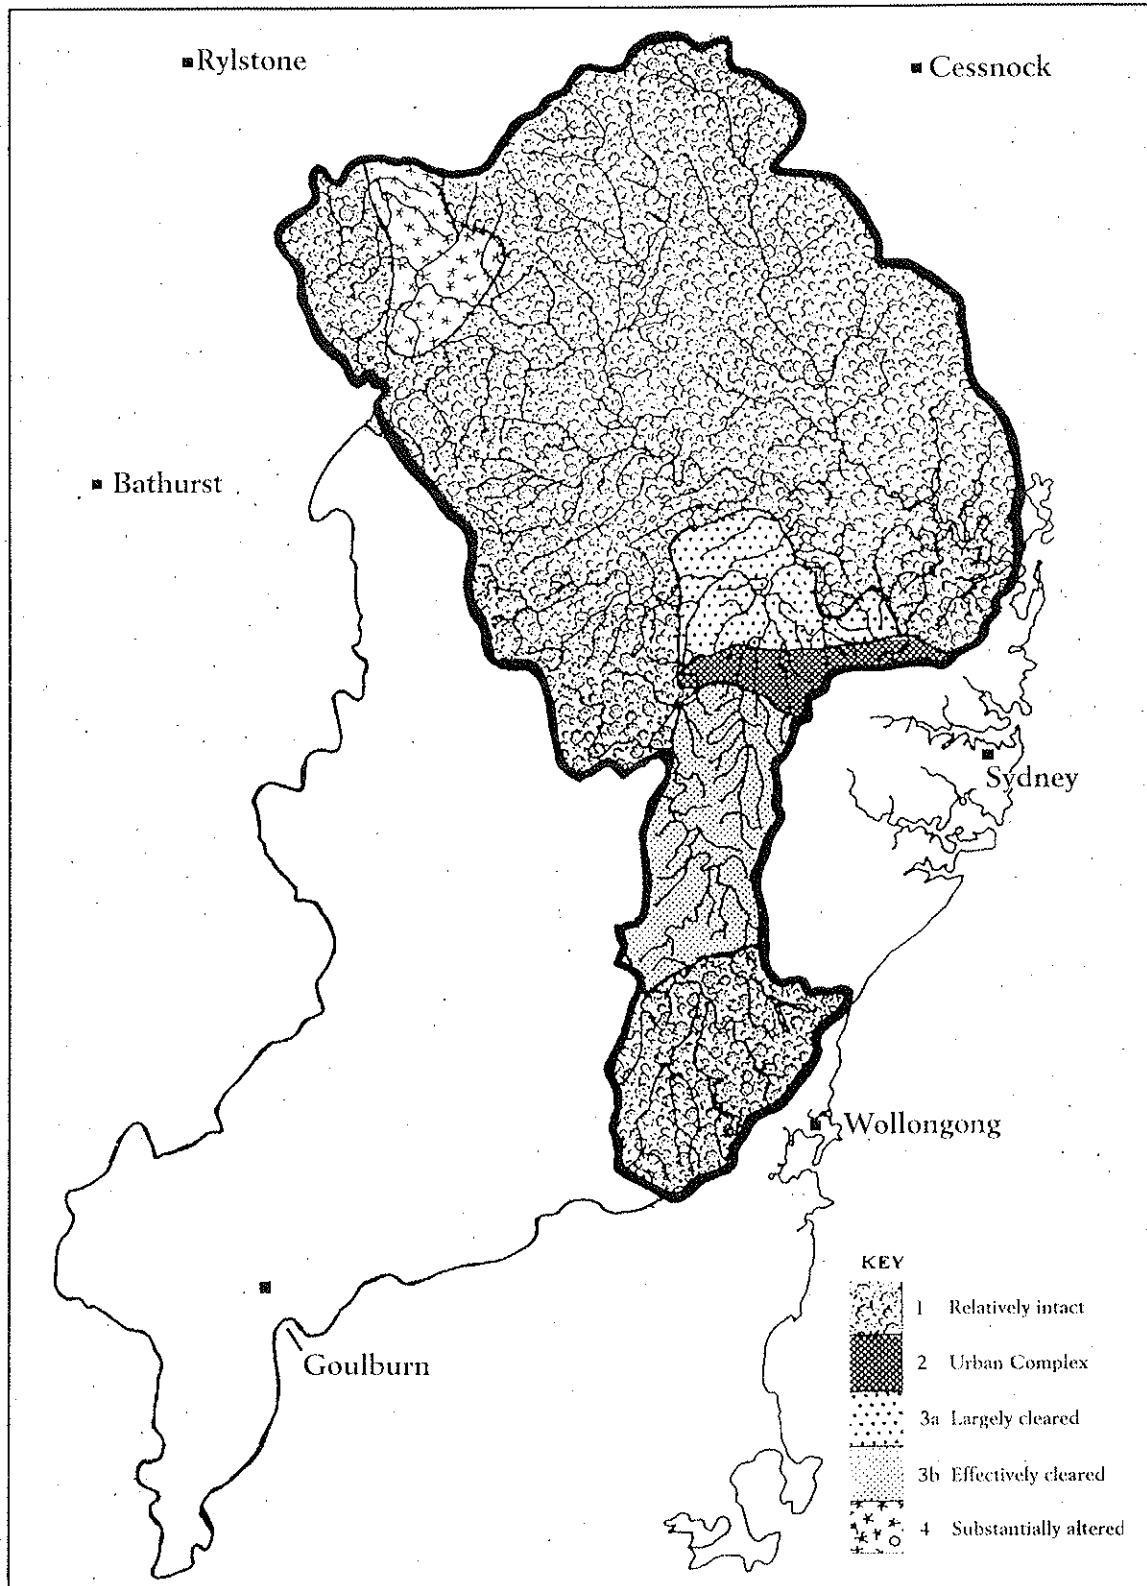 Rylstone
Cessnock
Bathurst
Sydney
Wollongong
Goulburn
KEY
1 Relatively intact
2 Urban Complex
3a Largely cleared
3b Effectively cleared
4 Substantially altered